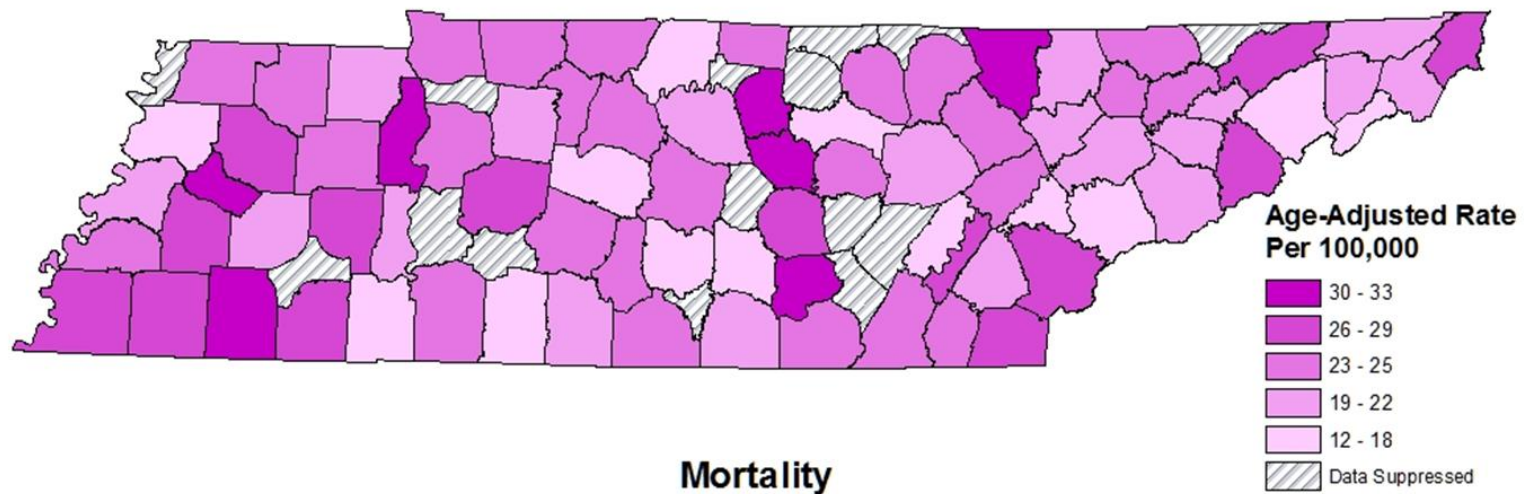 Age-Adjusted Rate
Per 100,000
30 - 33
26 - 29
23 - 25
19 - 22
12 - 18
Data Suppressed
Mortality